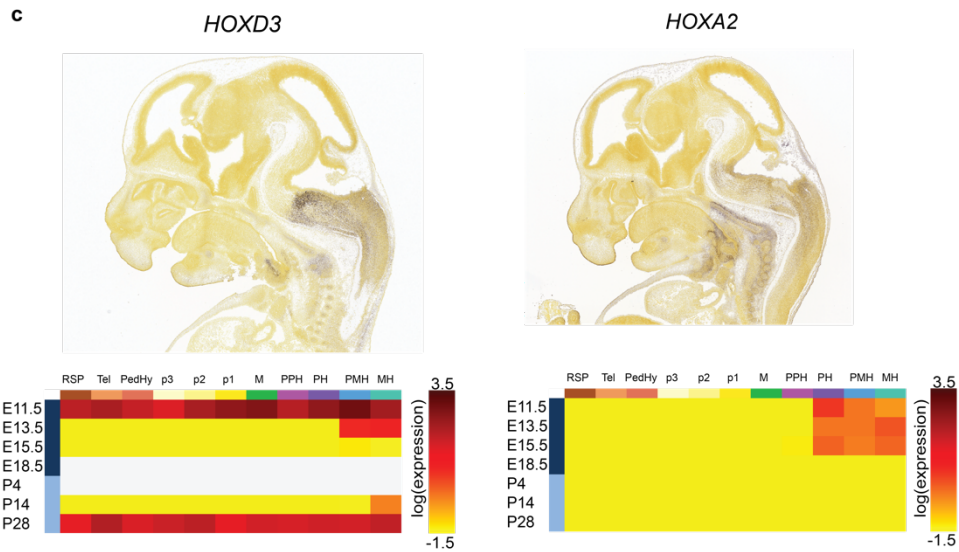 c
HOXD3
HOXA2
RSP Tel PedHy p3 p2 p1 M PPH PH PMH MH
3.5
E11.5
E13.5
E15.5
E18.5
P4
P14
P28
log(expression)
-1.5
RSP Tel PedHy p3 p2 p1 M PPH PH PMH MH
3.5
E11.5
E13.5
E15.5
E18.5
P4
P14
P28
log(expression)
-1.5